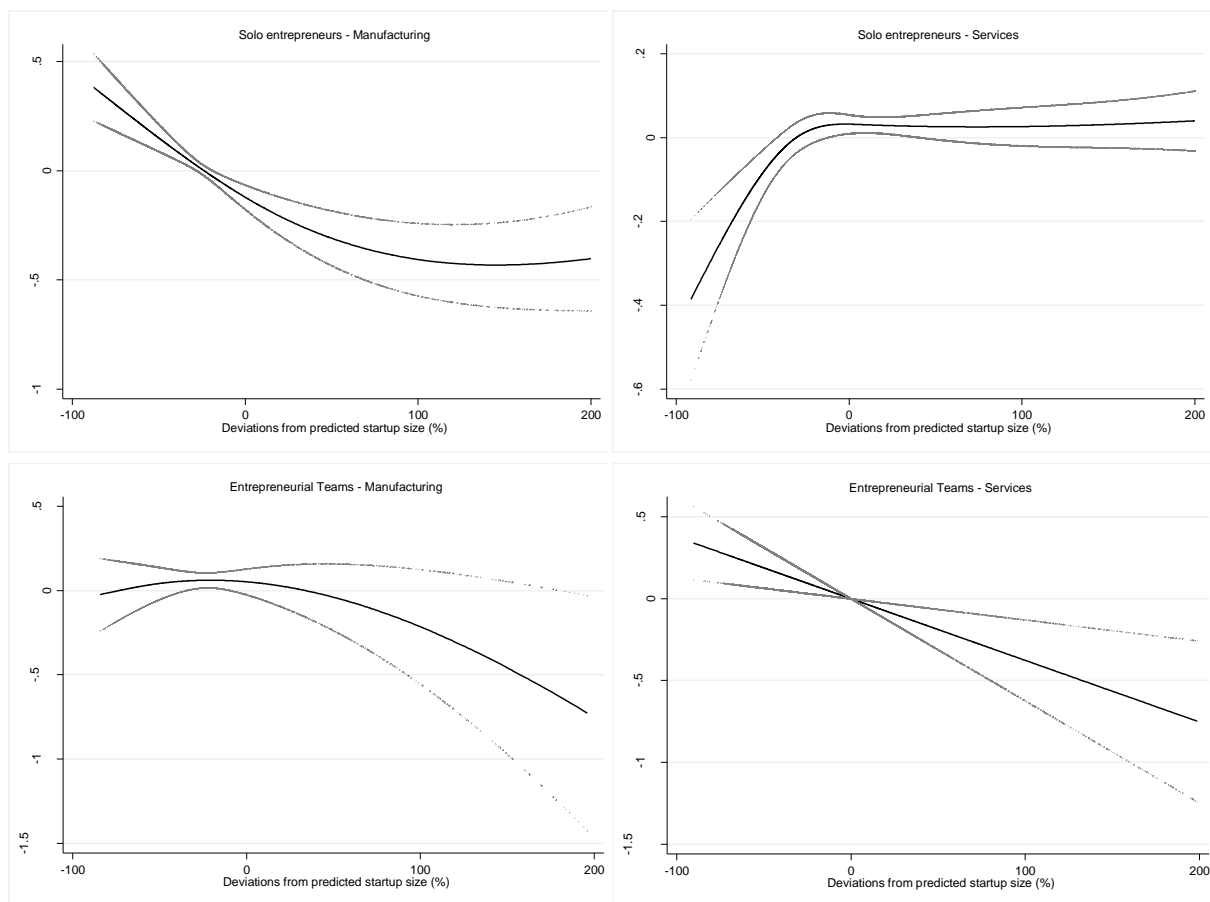 Solo entrepreneurs - Manufacturing
.5
0
-.5
-1
-100 0 100 200
Deviations from predicted startup size (%)
Solo entrepreneurs - Services
.2
0
-.2
-.4
-.6
-100 0 100 200
Deviations from predicted startup size (%)
Entrepreneurial Teams - Manufacturing
.5
0
-.5
-1
-1.5
-100 0 100 200
Deviations from predicted startup size (%)
Entrepreneurial Teams - Services
.5
0
-.5
-1
-1.5
-100 0 100 200
Deviations from predicted startup size (%)